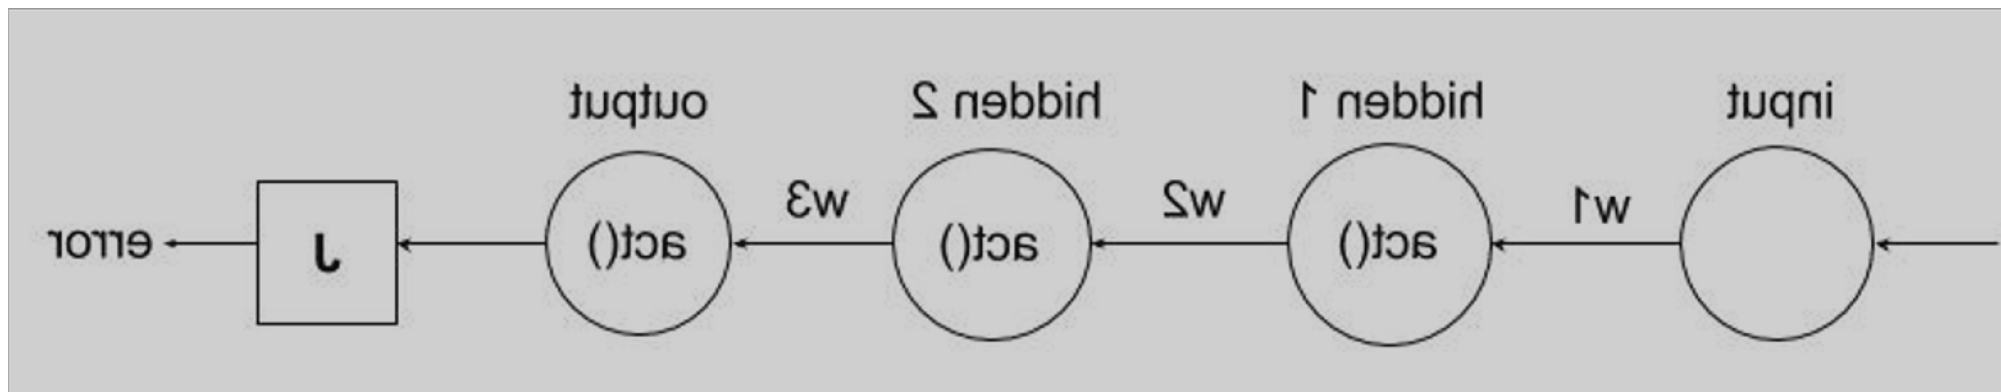 input
hidden 1
hidden 2
output
w1
w2
w3
act()
act()
act()
J
error